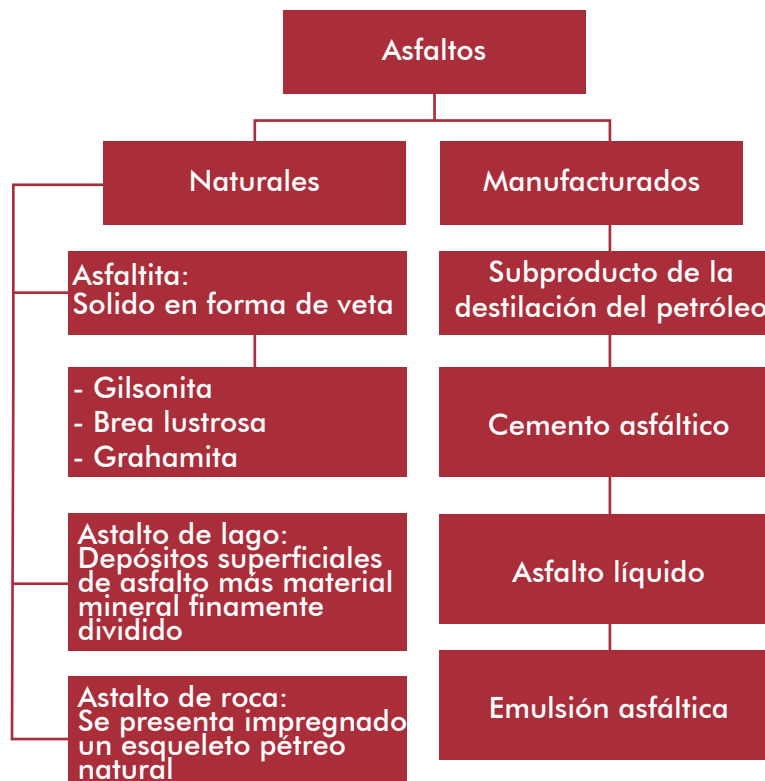 Asfaltos
Naturales
Manufacturados
Asfaltita:
Solido en forma de veta
- Gilsonita
- Brea lustrosa
- Grahamita
Astalto de lago:
Depósitos superficiales
de asfalto más material
mineral finamente
dividido
Astalto de roca:
Se presenta impregnado
un esqueleto pétreo
natural
Subproducto de la
destilación del petróleo
Cemento asfáltico
Asfalto líquido
Emulsión asfáltica